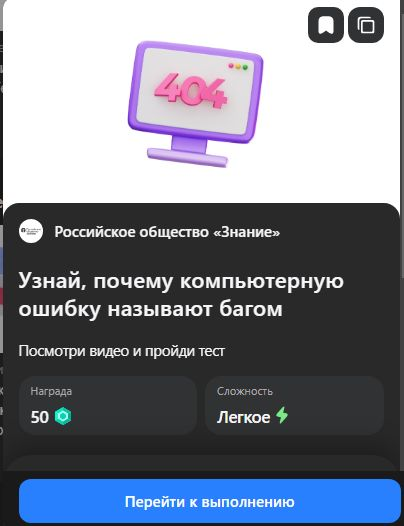 404
Российское общество «Знание»
Узнай, почему компьютерную
ошибку называют багом
Посмотри видео и пройди тест
Награда
Сложность
50
Легкое
Перейти к выполнению